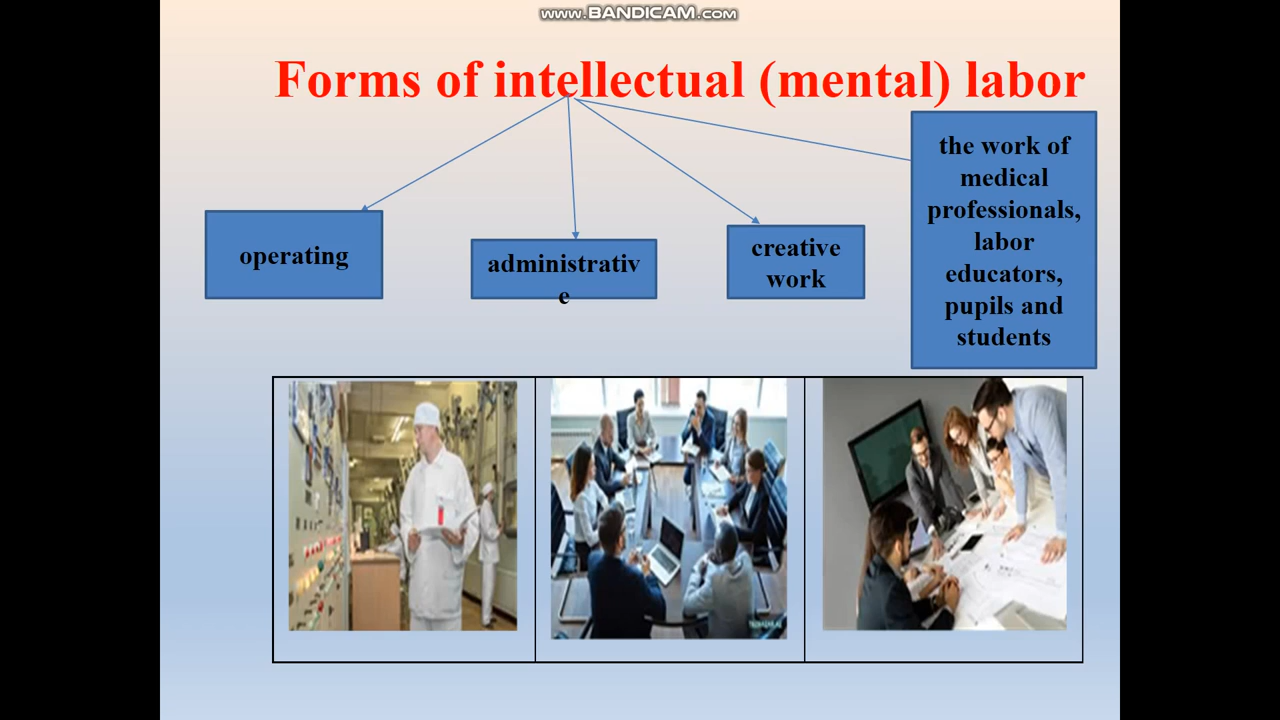 www.BANDICAM.com
Forms of intellectual (mental) labor
operating
administrativ
e
creative
work
the work of
medical
professionals,
labor
educators,
pupils and
students